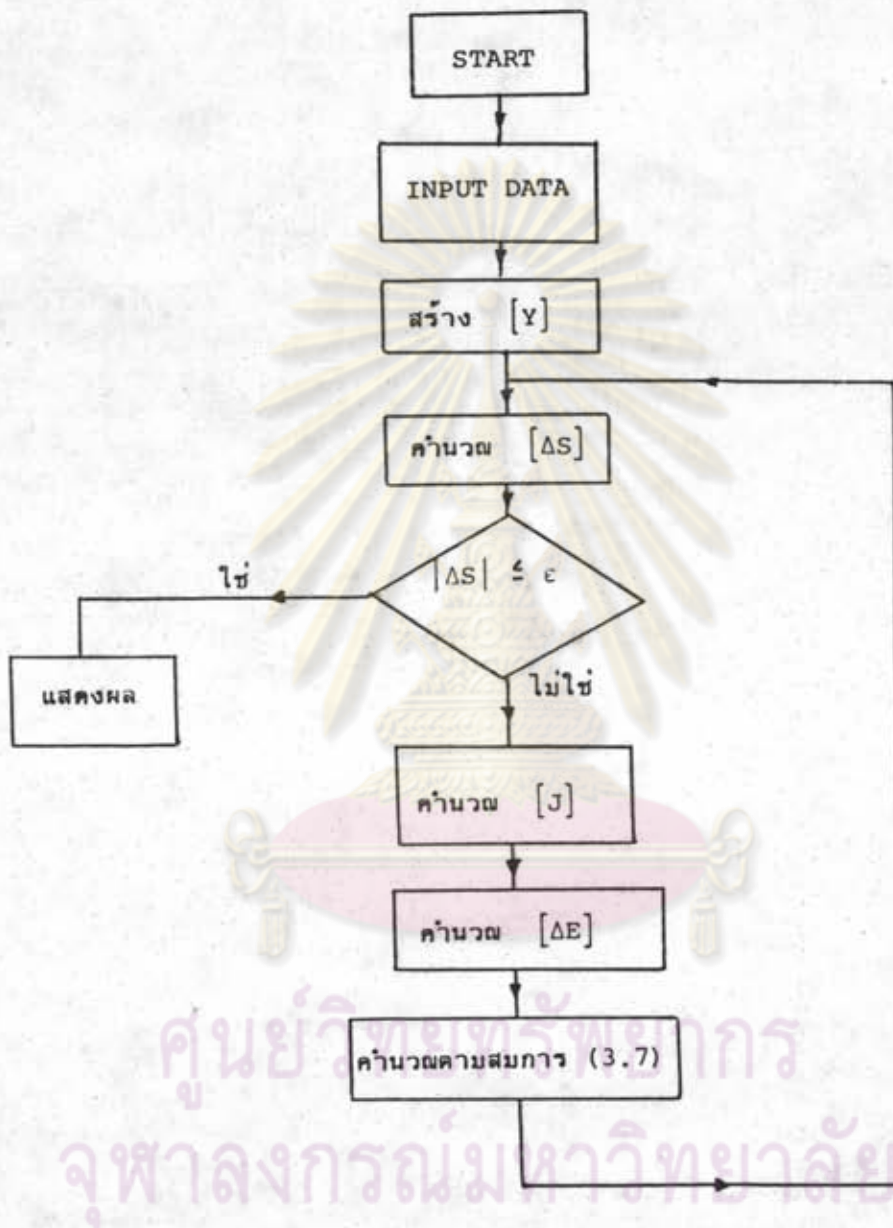 START
INPUT DATA
สร้าง [Y]
คำนวณ [ΔS]
|ΔS| ≤ ε
ใช่
ไม่ใช่
แสดงผล
คำนวณ [J]
คำนวณ [ΔE]
คำนวณตามสมการ (3.7)
ศูนย์วิทยทรัพยากร
จุฬาลงกรณ์มหาวิทยาลัย